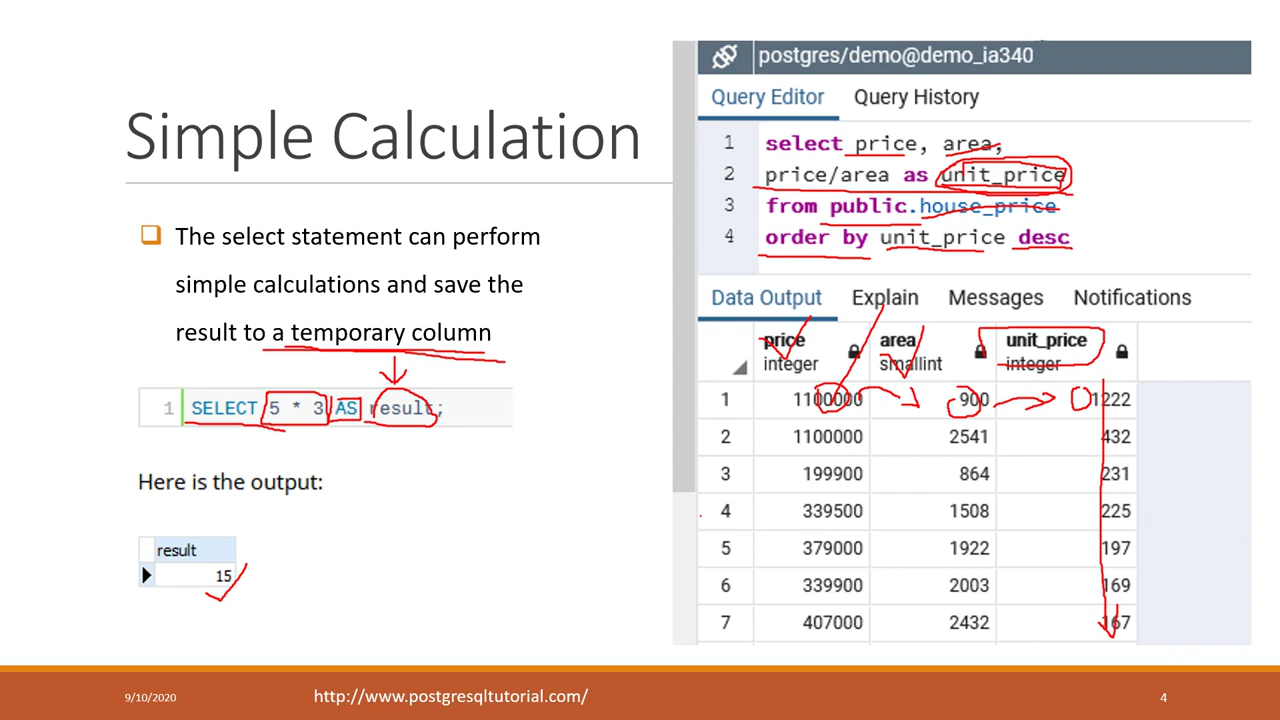 Simple Calculation
The select statement can perform
simple calculations and save the
result to a temporary column
1 SELECT 5 * 3 AS result;
Here is the output:
result
15
postgres/demo@demo_ia340
Query Editor Query History
1 select price, area,
2 price/area as unit_price
3 from public.house_price
4 order by unit_price desc
Data Output Explain Messages Notifications
price area unit_price
integer smallint integer
1 1100000 900 1222
2 1100000 2541 432
3 199900 864 231
4 339500 1508 225
5 379000 1922 197
6 339900 2003 169
7 407000 2432 167
9/10/2020 http://www.postgresqltutorial.com/ 4